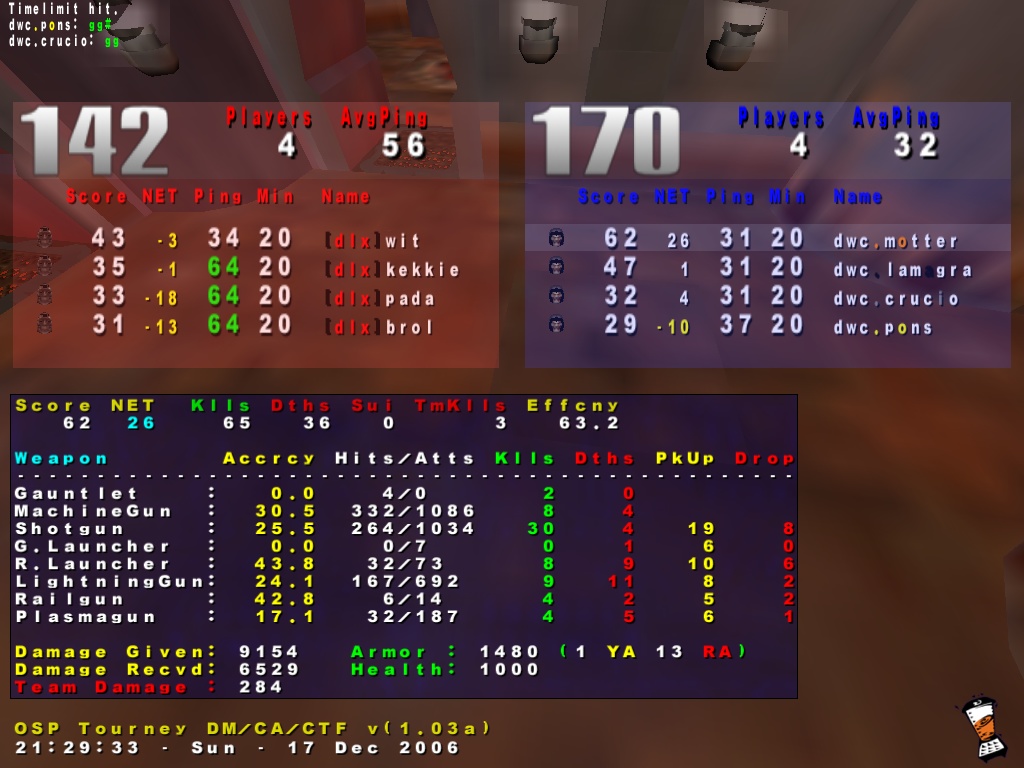 Timelimit hit.
dwc.pons: gg#
dwc.crucio: gg
142 Players AvgPing
4 56
Score NET Ping Min Name
43 -3 34 20 [dlx]wit
35 -1 64 20 [dlx]kekkie
33 -18 64 20 [dlx]pada
31 -13 64 20 [dlx]brol
170 Players AvgPing
4 32
Score NET Ping Min Name
62 26 31 20 dwc.motter
47 1 31 20 dwc.lamagra
32 4 31 20 dwc.crucio
29 -10 37 20 dwc.pons
Score NET Klls Dths Sui TmKlls Effcny
62 26 65 36 0 3 63.2
Weapon Accrcy Hits/Atts Klls Dths PkUp Drop
Gauntlet : 0.0 4/0 2 0
MachineGun : 30.5 332/1086 8 4
Shotgun : 25.5 264/1034 30 4 19 8
G.Launcher : 0.0 0/7 0 1 6 0
R.Launcher : 43.8 32/73 8 9 10 6
LightningGun: 24.1 167/692 9 11 8 2
Railgun : 42.8 6/14 4 2 5 2
Plasmagun : 17.1 32/187 4 5 6 1
Damage Given: 9154 Armor : 1480 (1 YA 13 RA)
Damage Recvd: 6529 Health: 1000
Team Damage : 284
OSP Tourney DM/CA/CTF v(1.03a)
21:29:33 - Sun - 17 Dec 2006